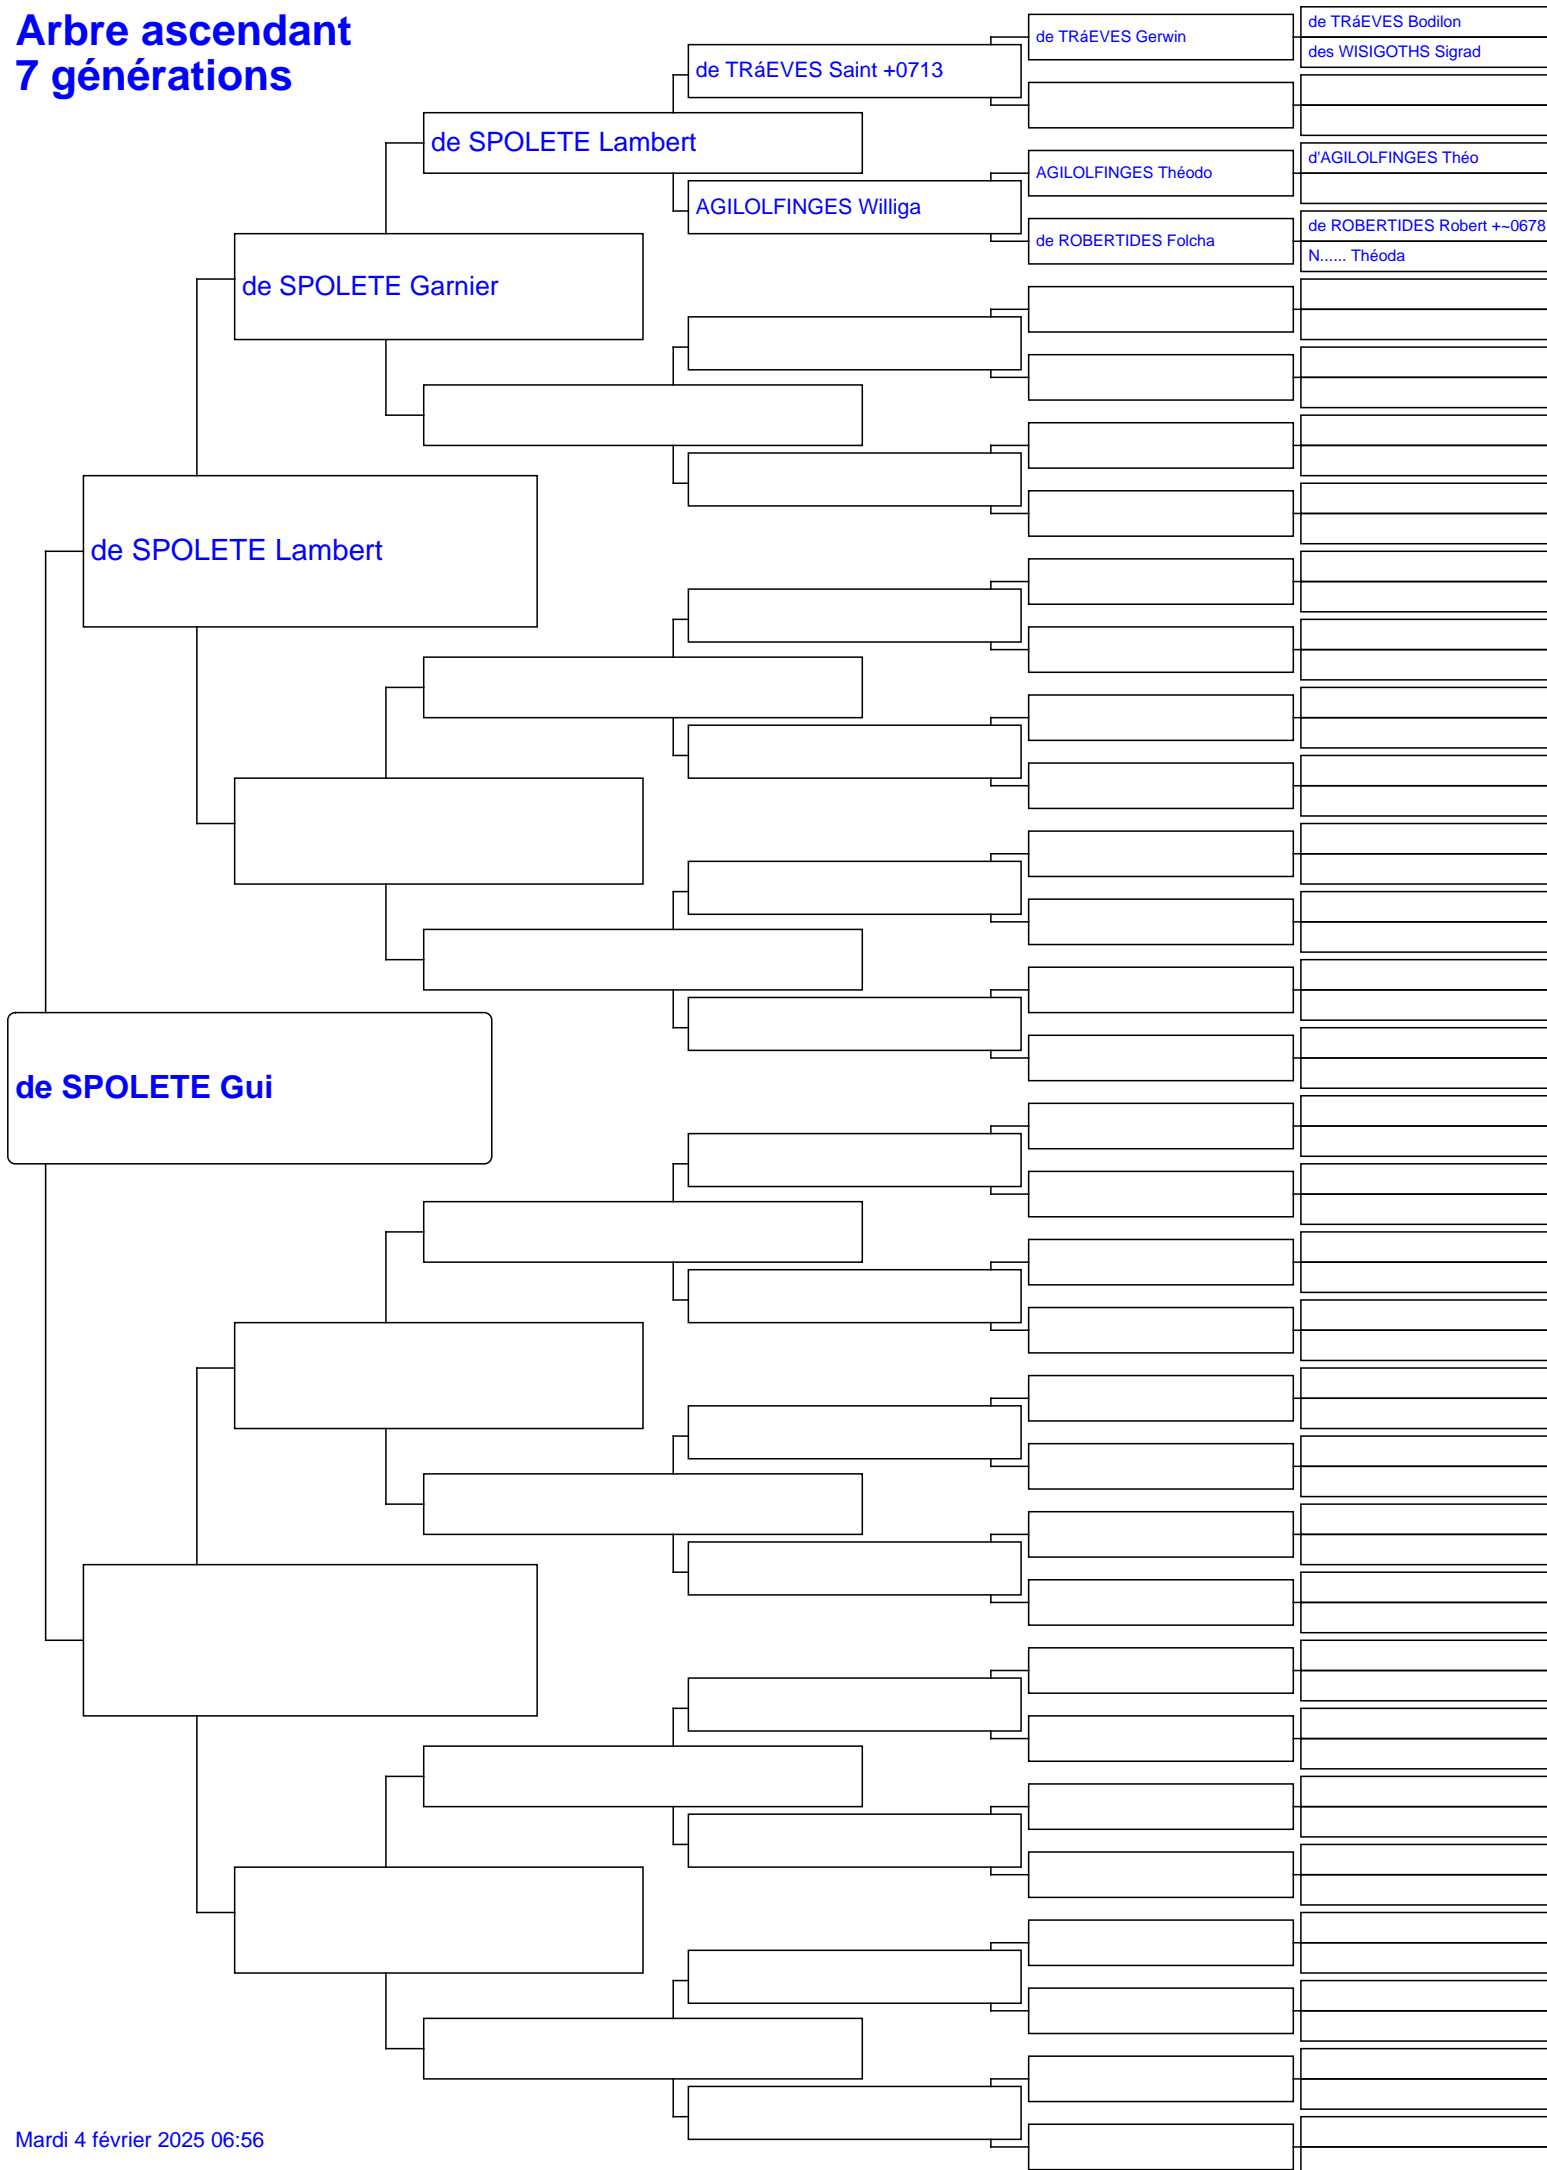 Arbre ascendant
7 générations
de TRáEVES Bodilon
de TRáEVES Gerwin
des WISIGOTHS Sigrad
de TRáEVES Saint +0713
de SPOLETE Lambert
d'AGILOLFINGES Théo
AGILOLFINGES Théodo
AGILOLFINGES Williga
de ROBERTIDES Robert +~0678
de ROBERTIDES Folcha
N...... Théoda
de SPOLETE Garnier
de SPOLETE Lambert
de SPOLETE Gui
Mardi 4 février 2025 06:56